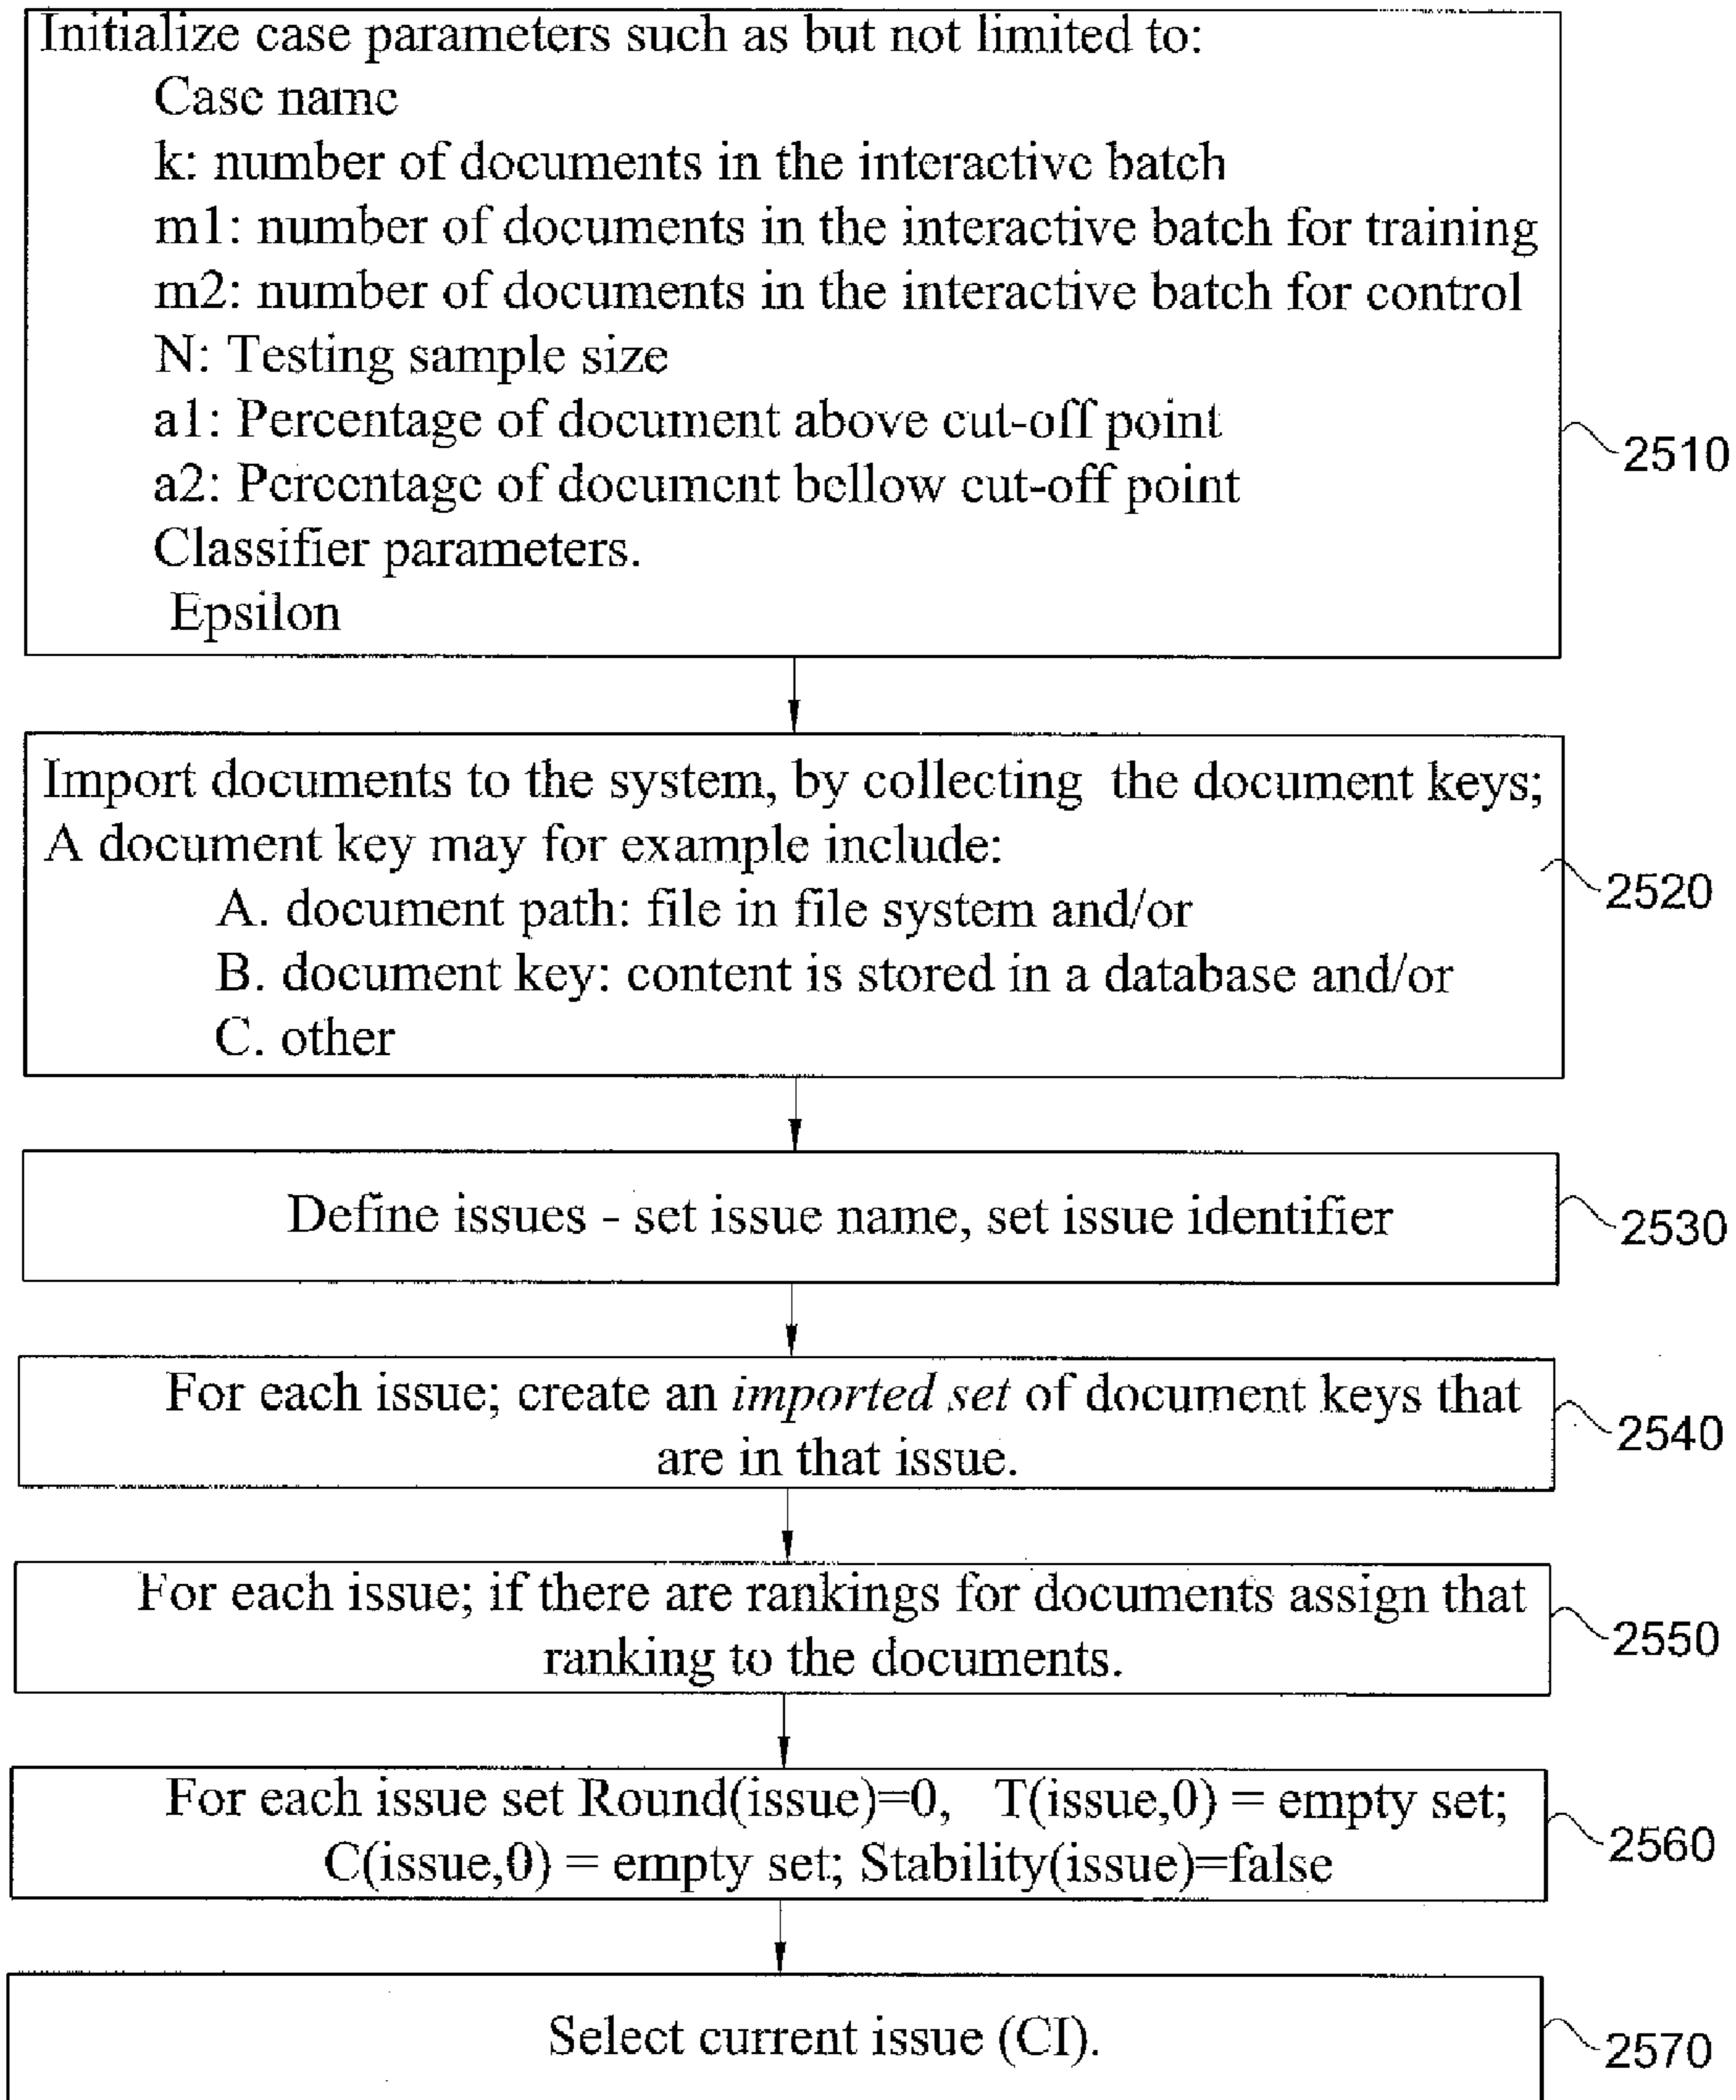 Initialize case parameters such as but not limited to:
Case name
k: number of documents in the interactive batch
m1: number of documents in the interactive batch for training
m2: number of documents in the interactive batch for control
N: Testing sample size
a1: Percentage of document above cut-off point
a2: Percentage of document bellow cut-off point
Classifier parameters.
Epsilon
2510
Import documents to the system, by collecting the document keys;
A document key may for example include:
A. document path: file in file system and/or
B. document key: content is stored in a database and/or
C. other
2520
Define issues - set issue name, set issue identifier
2530
For each issue; create an imported set of document keys that
are in that issue.
2540
For each issue; if there are rankings for documents assign that
ranking to the documents.
2550
For each issue set Round(issue)=0, T(issue,0) = empty set;
C(issue,0) = empty set; Stability(issue)=false
2560
Select current issue (CI).
2570